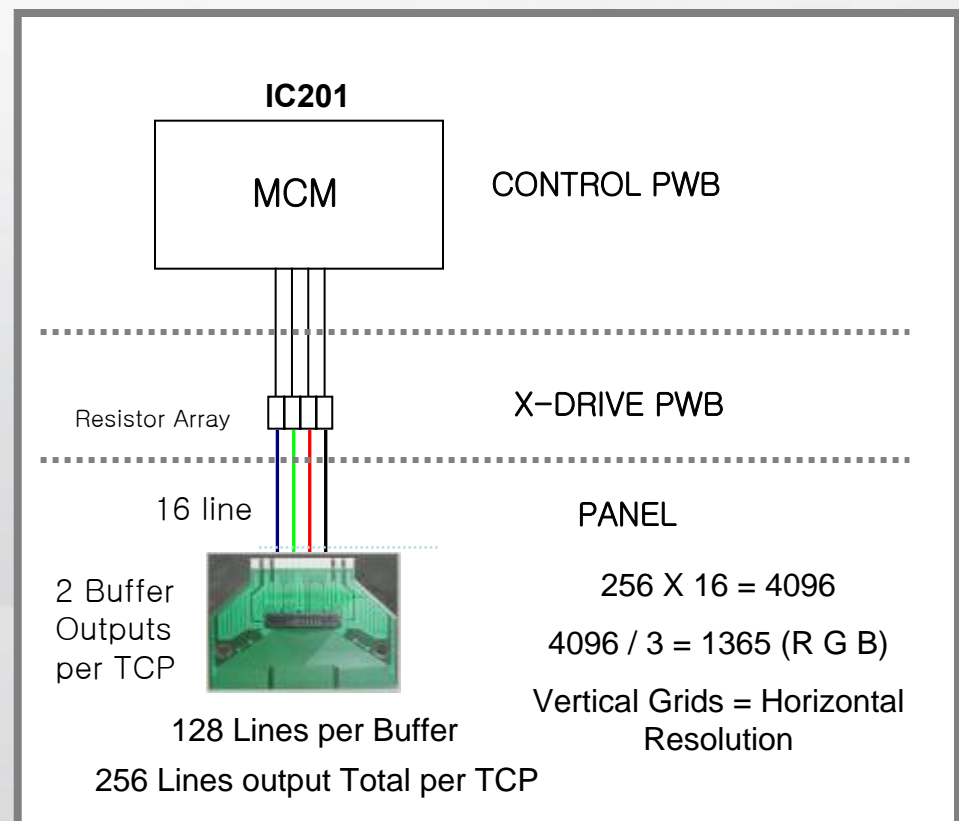 IC201
MCM
CONTROL PWB
Resistor Array
X-DRIVE PWB
16 line
PANEL
2 Buffer
Outputs
per TCP
256 X 16 = 4096
4096 / 3 = 1365 (R G B)
Vertical Grids = Horizontal
Resolution
128 Lines per Buffer
256 Lines output Total per TCP